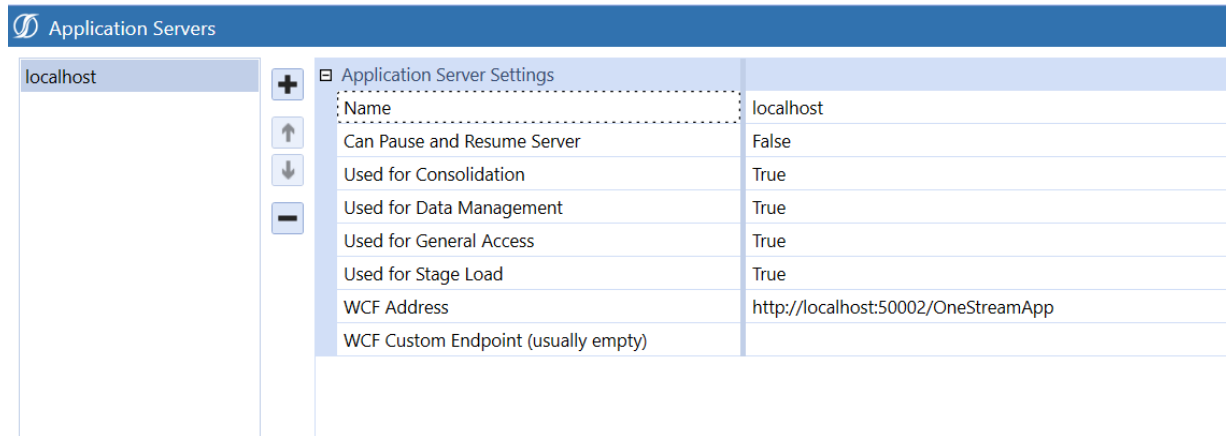 Application Servers
localhost
Application Server Settings
Name localhost
Can Pause and Resume Server False
Used for Consolidation True
Used for Data Management True
Used for General Access True
Used for Stage Load True
WCF Address http://localhost:50002/OneStreamApp
WCF Custom Endpoint (usually empty)